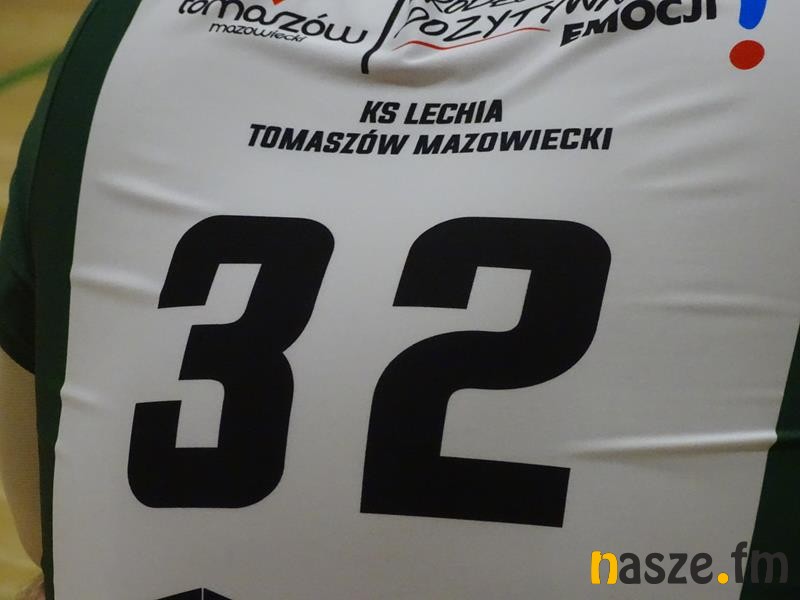 tomaszów
mazowiecki
POZYTYWN
EMOCJI!
KS LECHIA
TOMASZÓW MAZOWIECKI
32
nasze.fm